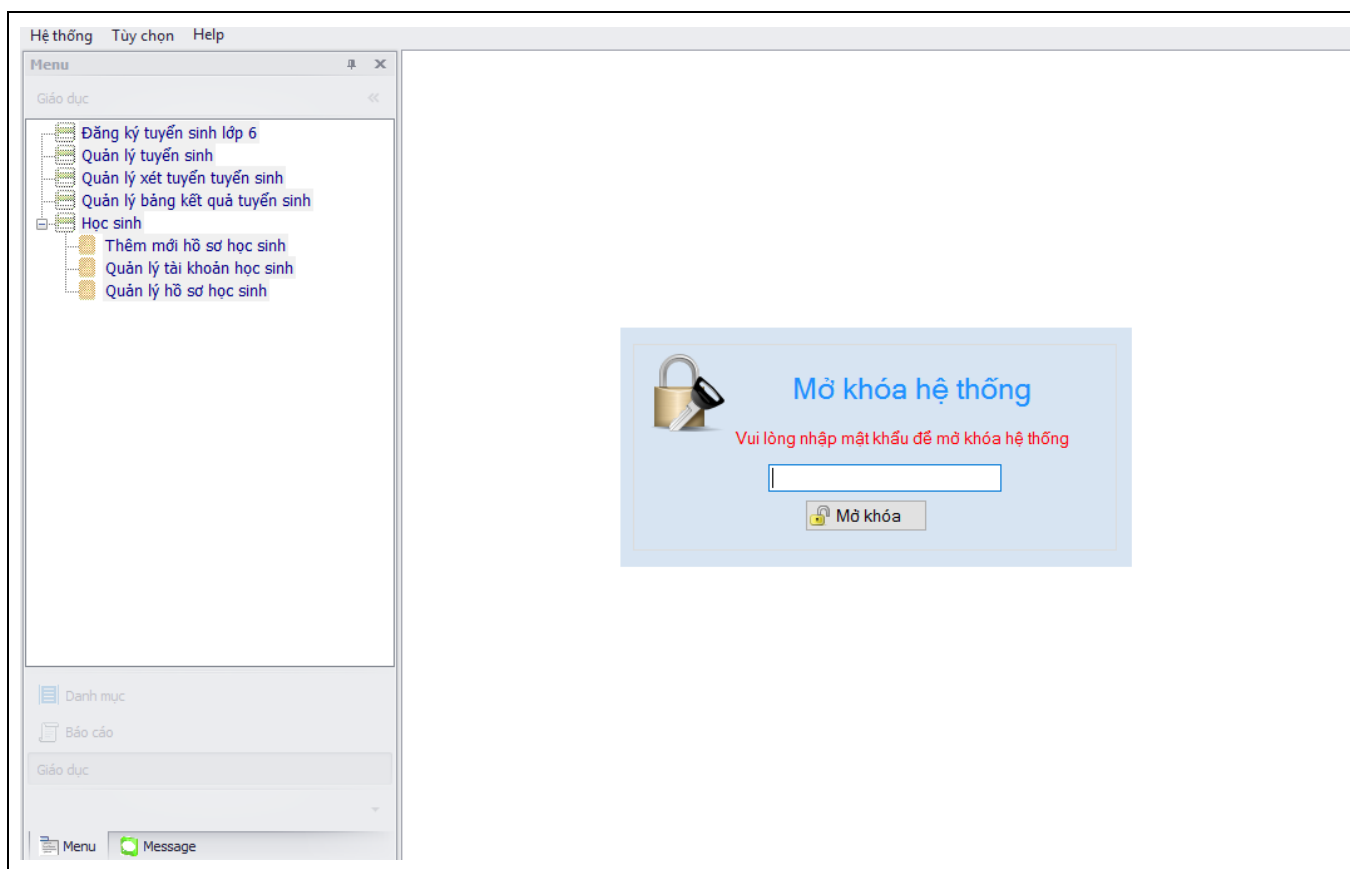 Hệ thống Tùy chọn Help
Menu
Giáo dục
Đăng ký tuyển sinh lớp 6
Quản lý tuyển sinh
Quản lý xét tuyển tuyển sinh
Quản lý bảng kết quả tuyển sinh
Học sinh
Thêm mới hồ sơ học sinh
Quản lý tài khoản học sinh
Quản lý hồ sơ học sinh
Mở khóa hệ thống
Vui lòng nhập mật khẩu để mở khóa hệ thống
Mở khóa
Danh mục
Báo cáo
Giáo dục
Menu Message